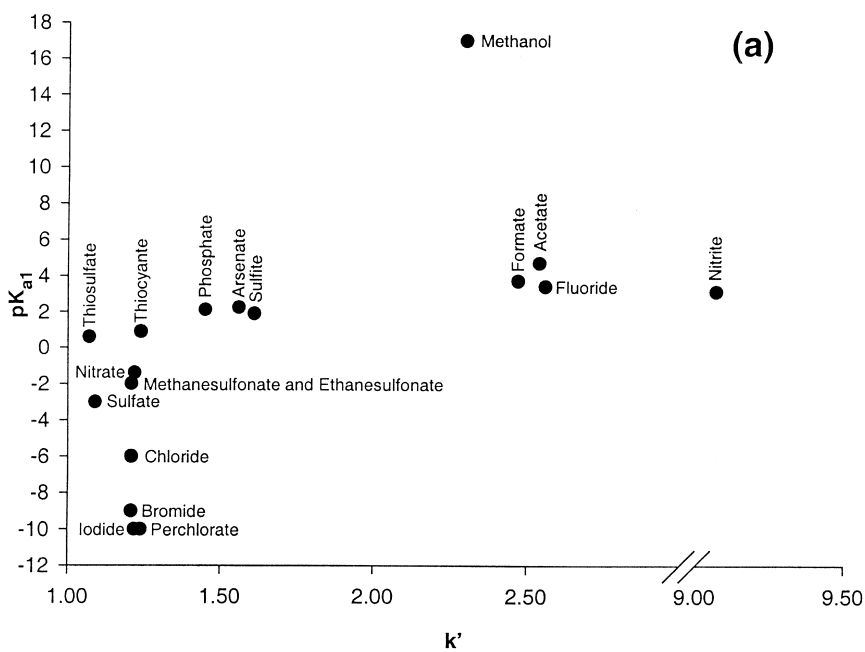 18
Methanol
(a)
16
14
12
10
8
6
4
2
0
-2
-4
-6
-8
-10
-12
pKa1
Thiosulfate
Thiocyante
Phosphate
Arsenate
Sulfite
Formate
Acetate
Fluoride
Nitrite
Nitrate
Methanesulfonate and Ethanesulfonate
Sulfate
Chloride
Bromide
Iodide
Perchlorate
1.00
1.50
2.00
2.50
9.00
9.50
k'